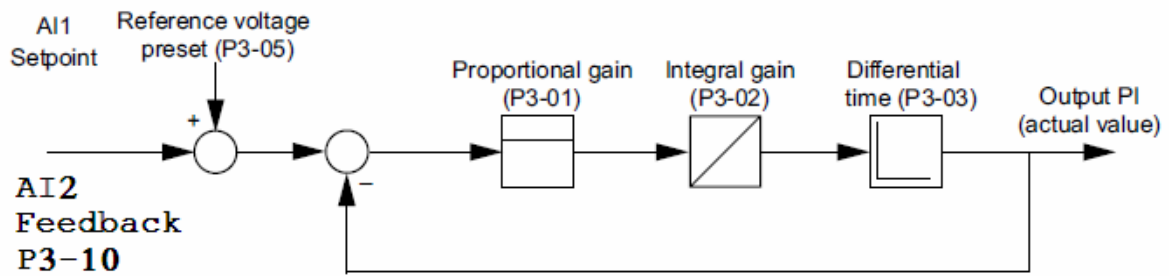 AI1
Setpoint
Reference voltage
preset (P3-05)
Proportional gain
(P3-01)
Integral gain
(P3-02)
Differential
time (P3-03)
Output PI
(actual value)
+
−
AI2
Feedback
P3-10